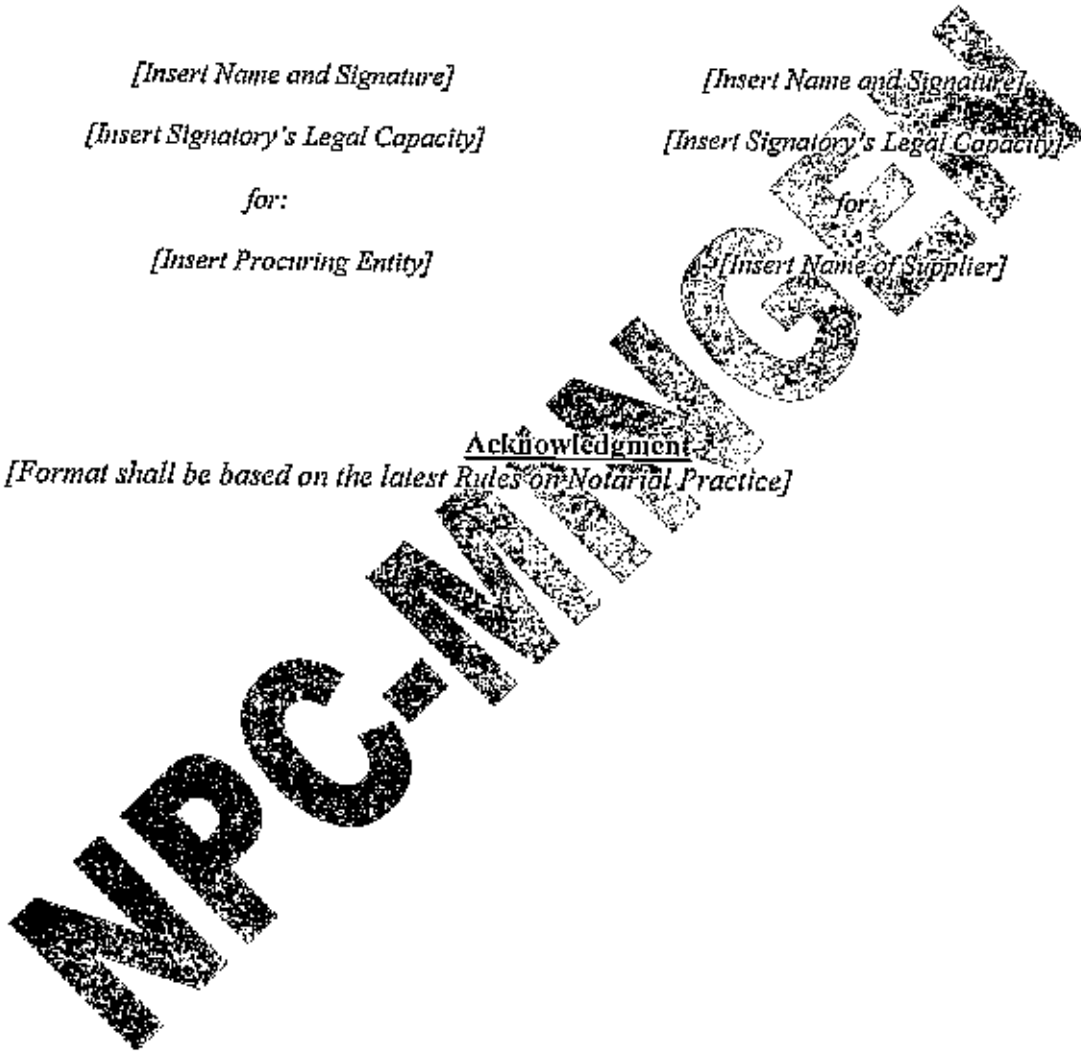 [Insert Name and Signature] [Insert Name and Signature]
[Insert Signatory's Legal Capacity] [Insert Signatory's Legal Capacity]
for: for:
[Insert Procuring Entity] [Insert Name of Supplier]
Acknowledgment
[Format shall be based on the latest Rules on Notarial Practice]
NPC-MINGEN